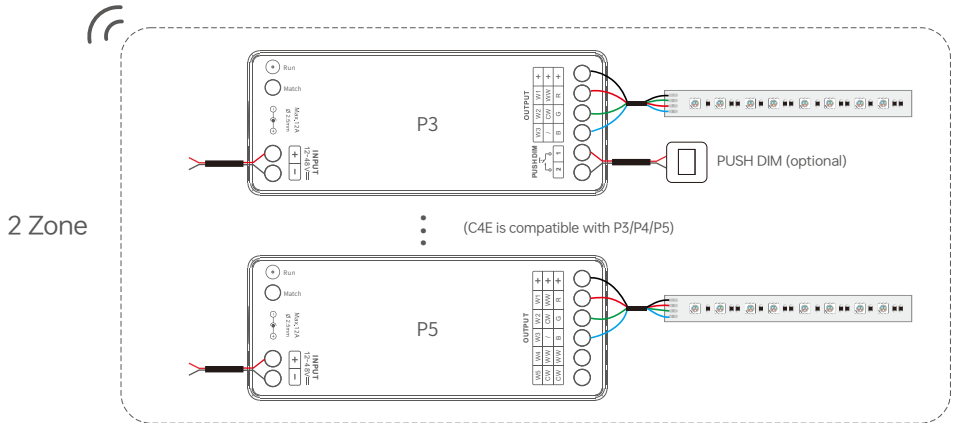 2 Zone
Run
Match
Max.12A
Ø 2.5mm
+
−
INPUT
12~48V
P3
OUTPUT
+ + +
W1 WW R
W2 CW G
W3 / B
PUSH DIM
1
2
PUSH DIM (optional)
(C4E is compatible with P3/P4/P5)
Run
Match
Max.12A
Ø 2.5mm
+
−
INPUT
12~48V
P5
OUTPUT
+ + +
W1 WW R
W2 CW G
W3 / B
W4 WW WW
W5 CW CW